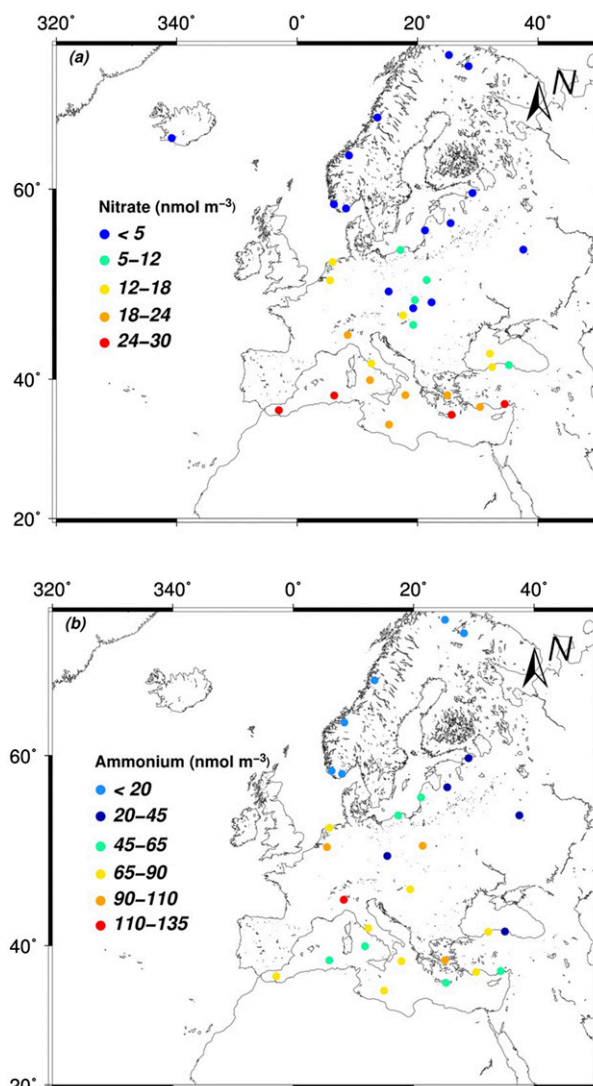 320° 340° 0° 20° 40°
(a)
N
60°
Nitrate (nmol m⁻³)
< 5
5–12
12–18
18–24
24–30
40°
20°
320° 340° 0° 20° 40°
(b)
N
60°
Ammonium (nmol m⁻³)
< 20
20–45
45–65
65–90
90–110
110–135
40°
20°